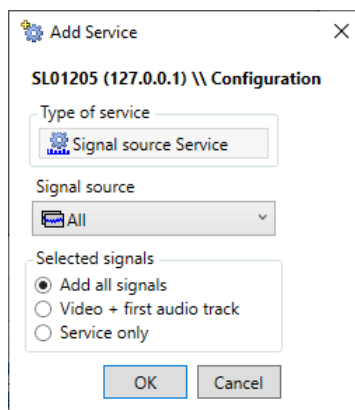 Add Service
SL01205 (127.0.0.1) \\ Configuration
Type of service
Signal source Service
Signal source
All
Selected signals
Add all signals
Video + first audio track
Service only
OK
Cancel